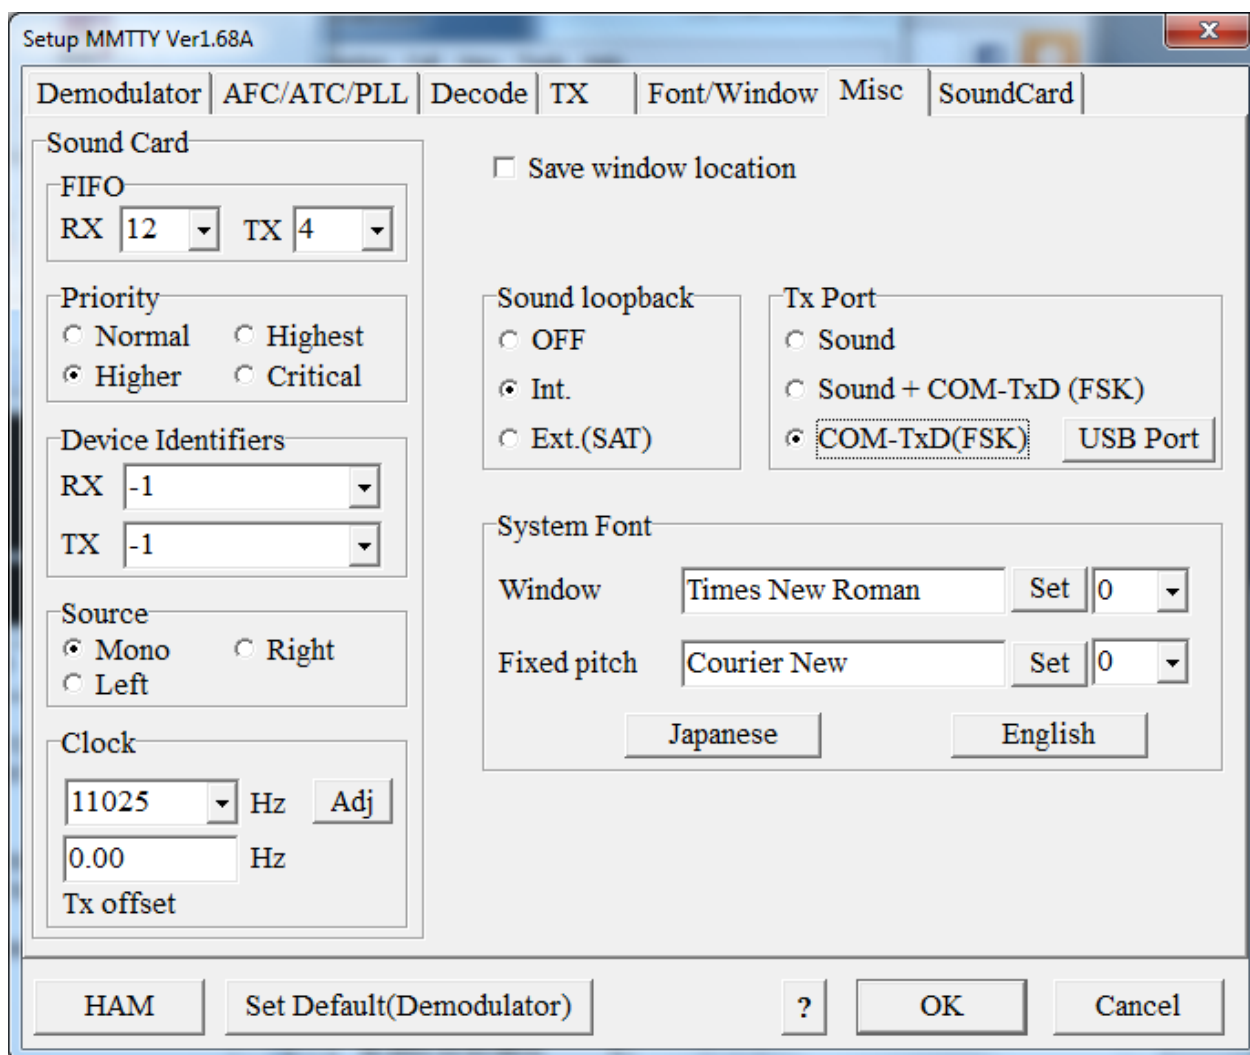 Setup MMTTY Ver1.68A
Demodulator AFC/ATC/PLL Decode TX Font/Window Misc SoundCard
Sound Card
FIFO
RX 12 TX 4
Save window location
Priority
Normal Highest
Higher Critical
Sound loopback
OFF
Int.
Ext.(SAT)
Tx Port
Sound
Sound + COM-TxD (FSK)
COM-TxD(FSK) USB Port
Device Identifiers
RX -1
TX -1
System Font
Window Times New Roman Set 0
Fixed pitch Courier New Set 0
Japanese English
Source
Mono Right
Left
Clock
11025 Hz Adj
0.00 Hz
Tx offset
HAM Set Default(Demodulator) ? OK Cancel